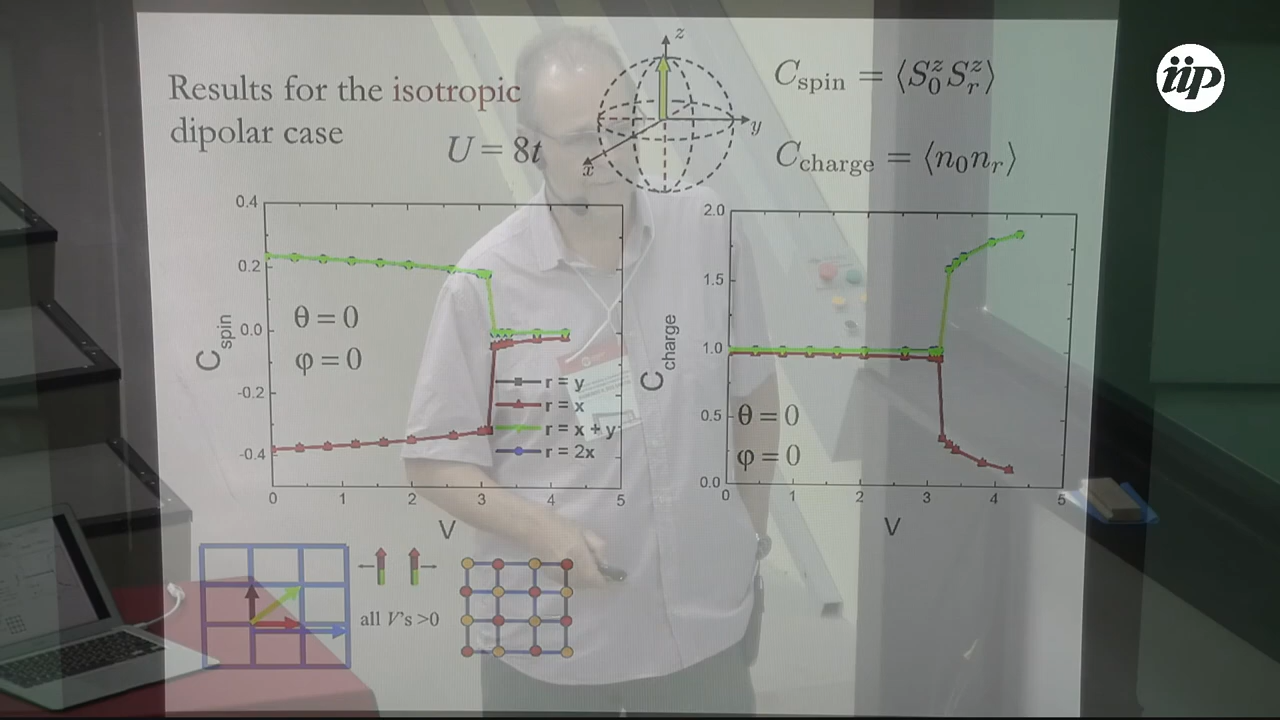 Results for the isotropic
dipolar case
U = 8t
z
y
x
C_spin = ⟨S_0^z S_r^z⟩
C_charge = ⟨n_0 n_r⟩
iip
0.4
0.2
0.0
-0.2
-0.4
C_spin
θ = 0
φ = 0
r = y
r = x
r = x + y
r = 2x
0 1 2 3 4 5
V
2.0
1.5
1.0
0.5
0.0
C_charge
θ = 0
φ = 0
0 1 2 3 4 5
V
all V's >0